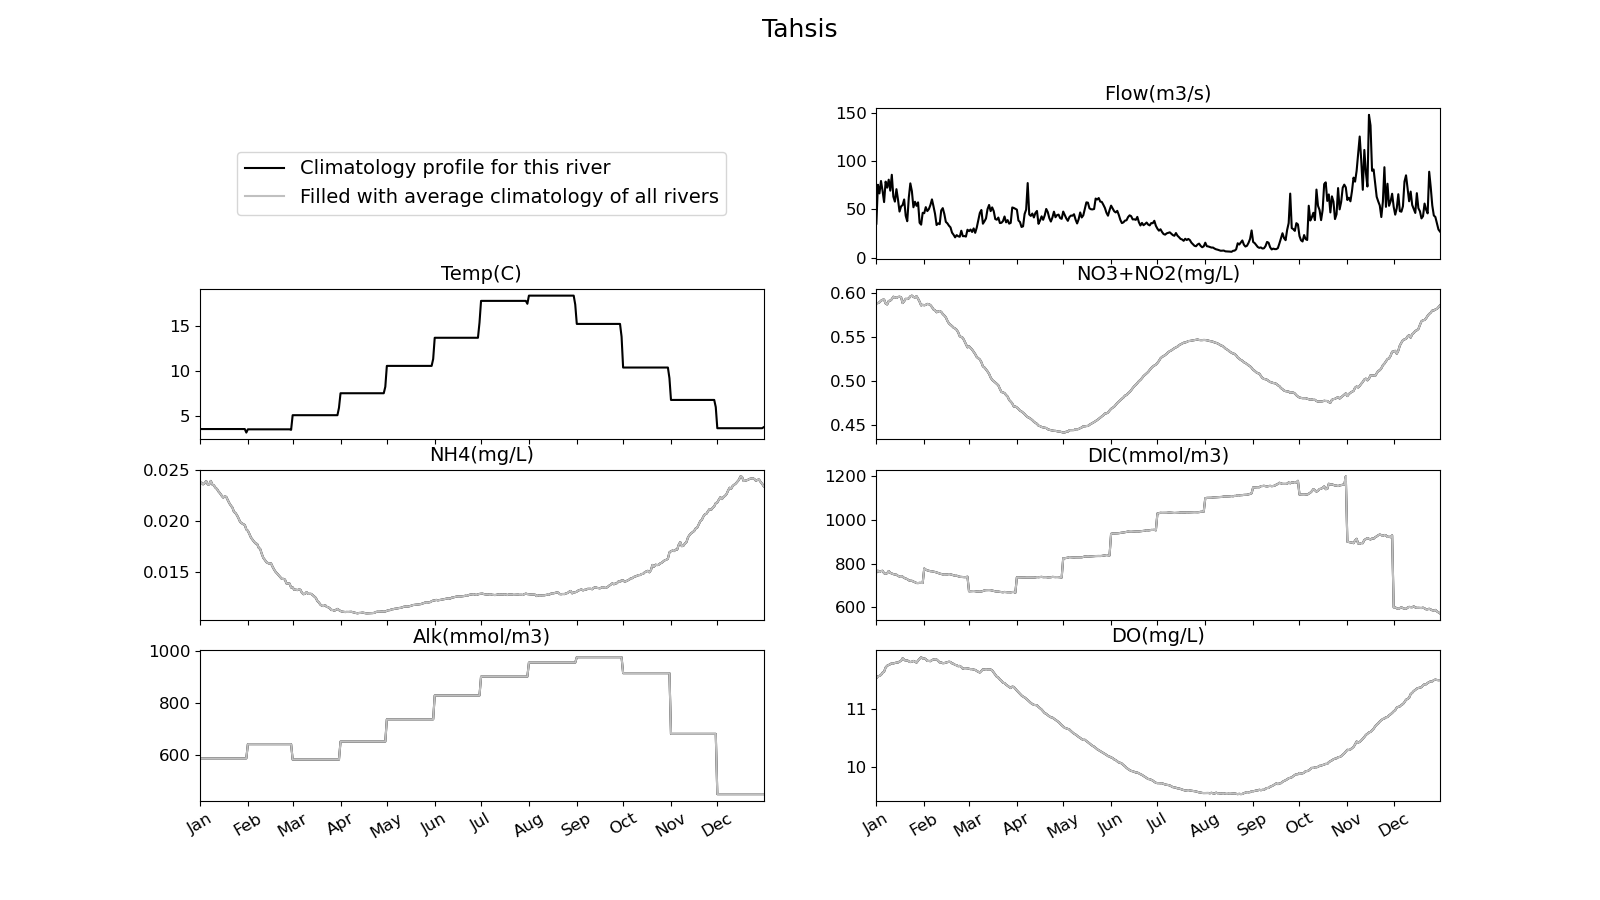 Tahsis
Climatology profile for this river
Filled with average climatology of all rivers
Flow(m3/s)
150
100
50
0
Temp(C)
15
10
5
NO3+NO2(mg/L)
0.60
0.55
0.50
0.45
NH4(mg/L)
0.025
0.020
0.015
DIC(mmol/m3)
1200
1000
800
600
Alk(mmol/m3)
1000
800
600
Jan Feb Mar Apr May Jun Jul Aug Sep Oct Nov Dec
DO(mg/L)
11
10
Jan Feb Mar Apr May Jun Jul Aug Sep Oct Nov Dec